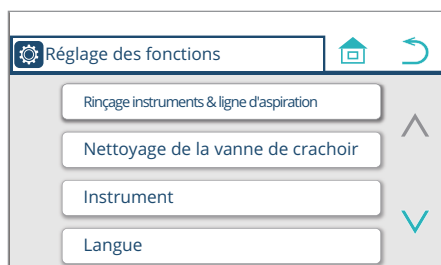 Réglage des fonctions
Rinçage instruments & ligne d'aspiration
Nettoyage de la vanne de crachoir
Instrument
Langue